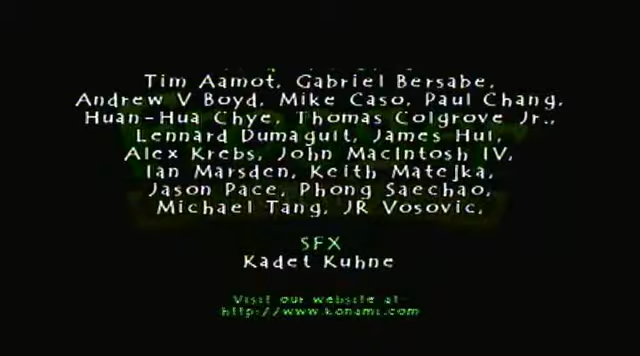 Tim Aamot, Gabriel Bersabe,
Andrew V Boyd, Mike Caso, Paul Chang,
Huan-Hua Chye, Thomas Colgrove Jr.,
Lennard Dumaguit, James Hui,
Alex Krebs, John MacIntosh IV,
Ian Marsden, Keith Matejka,
Jason Pace, Phong Saechao,
Michael Tang, JR Vosovic,
SFX
Kadet Kuhne
Visit our website at
http://www.konami.com